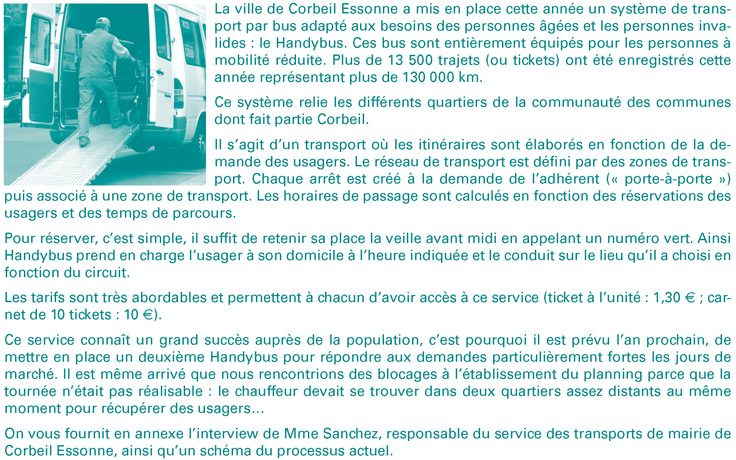 La ville de Corbeil Essonne a mis en place cette année un système de trans-
port par bus adapté aux besoins des personnes âgées et les personnes inva-
lides : le Handybus. Ces bus sont entièrement équipés pour les personnes à
mobilité réduite. Plus de 13 500 trajets (ou tickets) ont été enregistrés cette
année représentant plus de 130 000 km.
Ce système relie les différents quartiers de la communauté des communes
dont fait partie Corbeil.
Il s'agit d'un transport où les itinéraires sont élaborés en fonction de la de-
mande des usagers. Le réseau de transport est défini par des zones de trans-
port. Chaque arrêt est créé à la demande de l'adhérent (« porte-à-porte »)
puis associé à une zone de transport. Les horaires de passage sont calculés en fonction des réservations des
usagers et des temps de parcours.
Pour réserver, c'est simple, il suffit de retenir sa place la veille avant midi en appelant un numéro vert. Ainsi
Handybus prend en charge l'usager à son domicile à l'heure indiquée et le conduit sur le lieu qu'il a choisi en
fonction du circuit.
Les tarifs sont très abordables et permettent à chacun d'avoir accès à ce service (ticket à l'unité : 1,30 € ; car-
net de 10 tickets : 10 €).
Ce service connaît un grand succès auprès de la population, c'est pourquoi il est prévu l'an prochain, de
mettre en place un deuxième Handybus pour répondre aux demandes particulièrement fortes les jours de
marché. Il est même arrivé que nous rencontrions des blocages à l'établissement du planning parce que la
tournée n'était pas réalisable : le chauffeur devait se trouver dans deux quartiers assez distants au même
moment pour récupérer des usagers…
On vous fournit en annexe l'interview de Mme Sanchez, responsable du service des transports de mairie de
Corbeil Essonne, ainsi qu'un schéma du processus actuel.